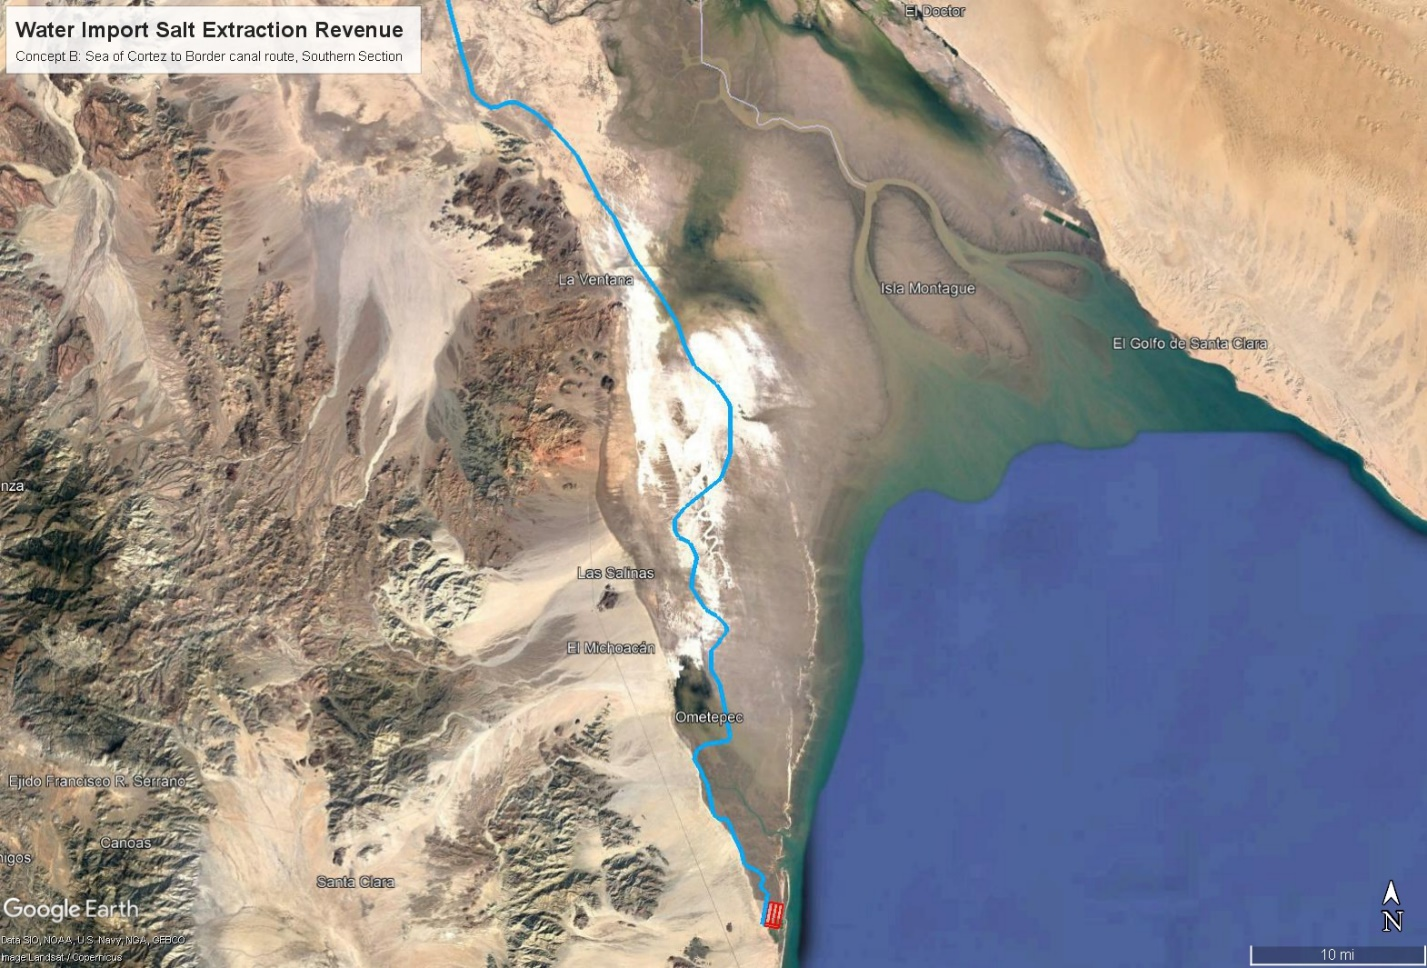 Water Import Salt Extraction Revenue
Concept B: Sea of Cortez to Border canal route, Southern Section
El Doctor
La Ventana
Isla Montague
El Golfo de Santa Clara
nza
Las Salinas
El Michoacán
Ometepec
Ejido Francisco R. Serrano
Canoas
nigos
Santa Clara
Google Earth
Data SIO, NOAA, U.S. Navy, NGA, GEBCO
Image Landsat / Copernicus
N
10 mi